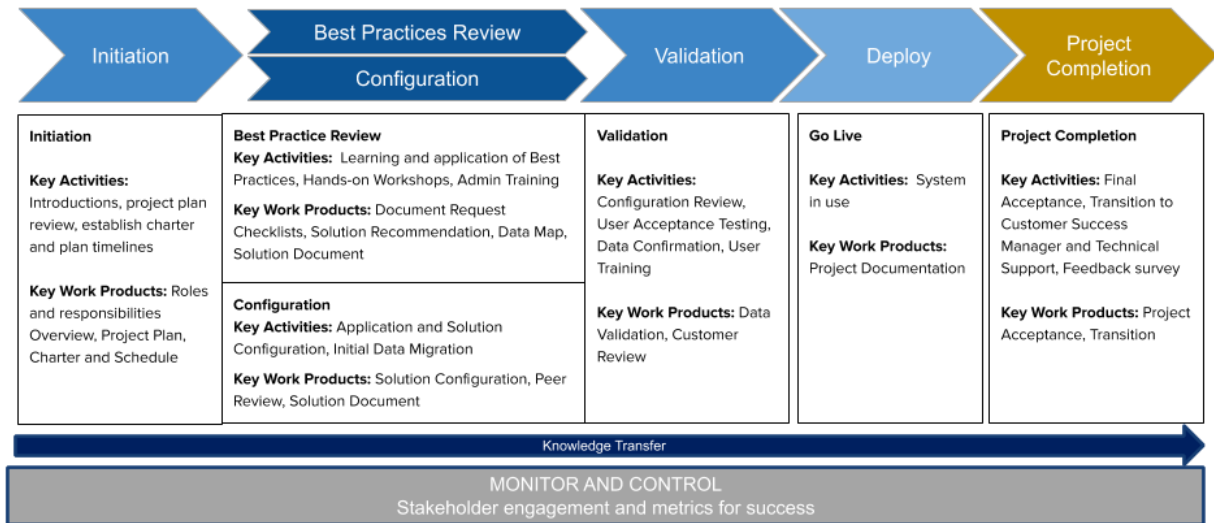 Initiation
Best Practices Review
Configuration
Validation
Deploy
Project
Completion
Initiation
Key Activities:
Introductions, project plan
review, establish charter
and plan timelines
Key Work Products: Roles
and responsibilities
Overview, Project Plan,
Charter and Schedule
Best Practice Review
Key Activities:  Learning and application of Best
Practices, Hands-on Workshops, Admin Training
Key Work Products: Document Request
Checklists, Solution Recommendation, Data Map,
Solution Document
Configuration
Key Activities: Application and Solution
Configuration, Initial Data Migration
Key Work Products: Solution Configuration, Peer
Review, Solution Document
Validation
Key Activities:
Configuration Review,
User Acceptance Testing,
Data Confirmation, User
Training
Key Work Products: Data
Validation, Customer
Review
Go Live
Key Activities:  System
in use
Key Work Products:
Project Documentation
Project Completion
Key Activities: Final
Acceptance, Transition to
Customer Success
Manager and Technical
Support, Feedback survey
Key Work Products: Project
Acceptance, Transition
Knowledge Transfer
MONITOR AND CONTROL
Stakeholder engagement and metrics for success